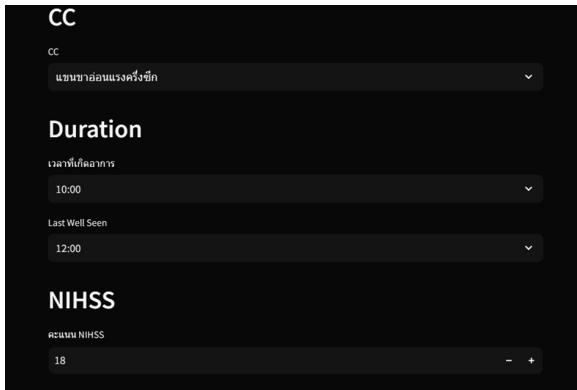 CC
CC
แขนขาอ่อนแรงครึ่งซีก
Duration
เวลาที่เกิดอาการ
10:00
Last Well Seen
12:00
NIHSS
คะแนน NIHSS
18 - +